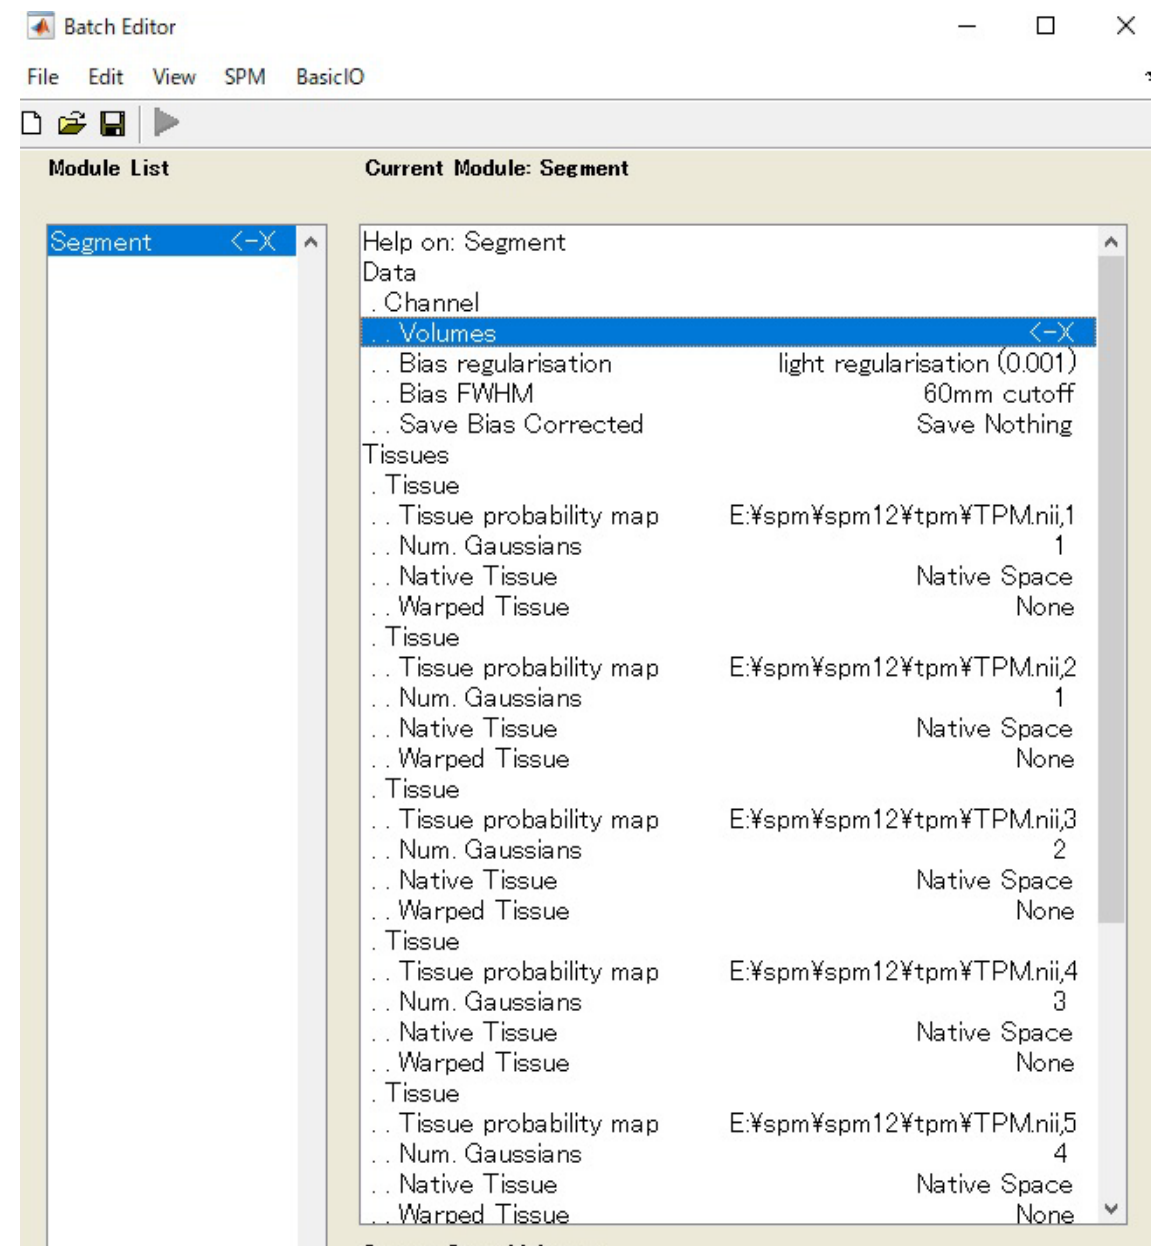 Batch Editor
File Edit View SPM BasicIO
Module List
Current Module: Segment
Segment <-X
Help on: Segment
Data
. Channel
. . Volumes <-X
. . Bias regularisation light regularisation (0.001)
. . Bias FWHM 60mm cutoff
. . Save Bias Corrected Save Nothing
Tissues
. Tissue
. . Tissue probability map E:¥spm¥spm12¥tpm¥TPM.nii,1
. . Num. Gaussians 1
. . Native Tissue Native Space
. . Warped Tissue None
. Tissue
. . Tissue probability map E:¥spm¥spm12¥tpm¥TPM.nii,2
. . Num. Gaussians 1
. . Native Tissue Native Space
. . Warped Tissue None
. Tissue
. . Tissue probability map E:¥spm¥spm12¥tpm¥TPM.nii,3
. . Num. Gaussians 2
. . Native Tissue Native Space
. . Warped Tissue None
. Tissue
. . Tissue probability map E:¥spm¥spm12¥tpm¥TPM.nii,4
. . Num. Gaussians 3
. . Native Tissue Native Space
. . Warped Tissue None
. Tissue
. . Tissue probability map E:¥spm¥spm12¥tpm¥TPM.nii,5
. . Num. Gaussians 4
. . Native Tissue Native Space
. . Warped Tissue None